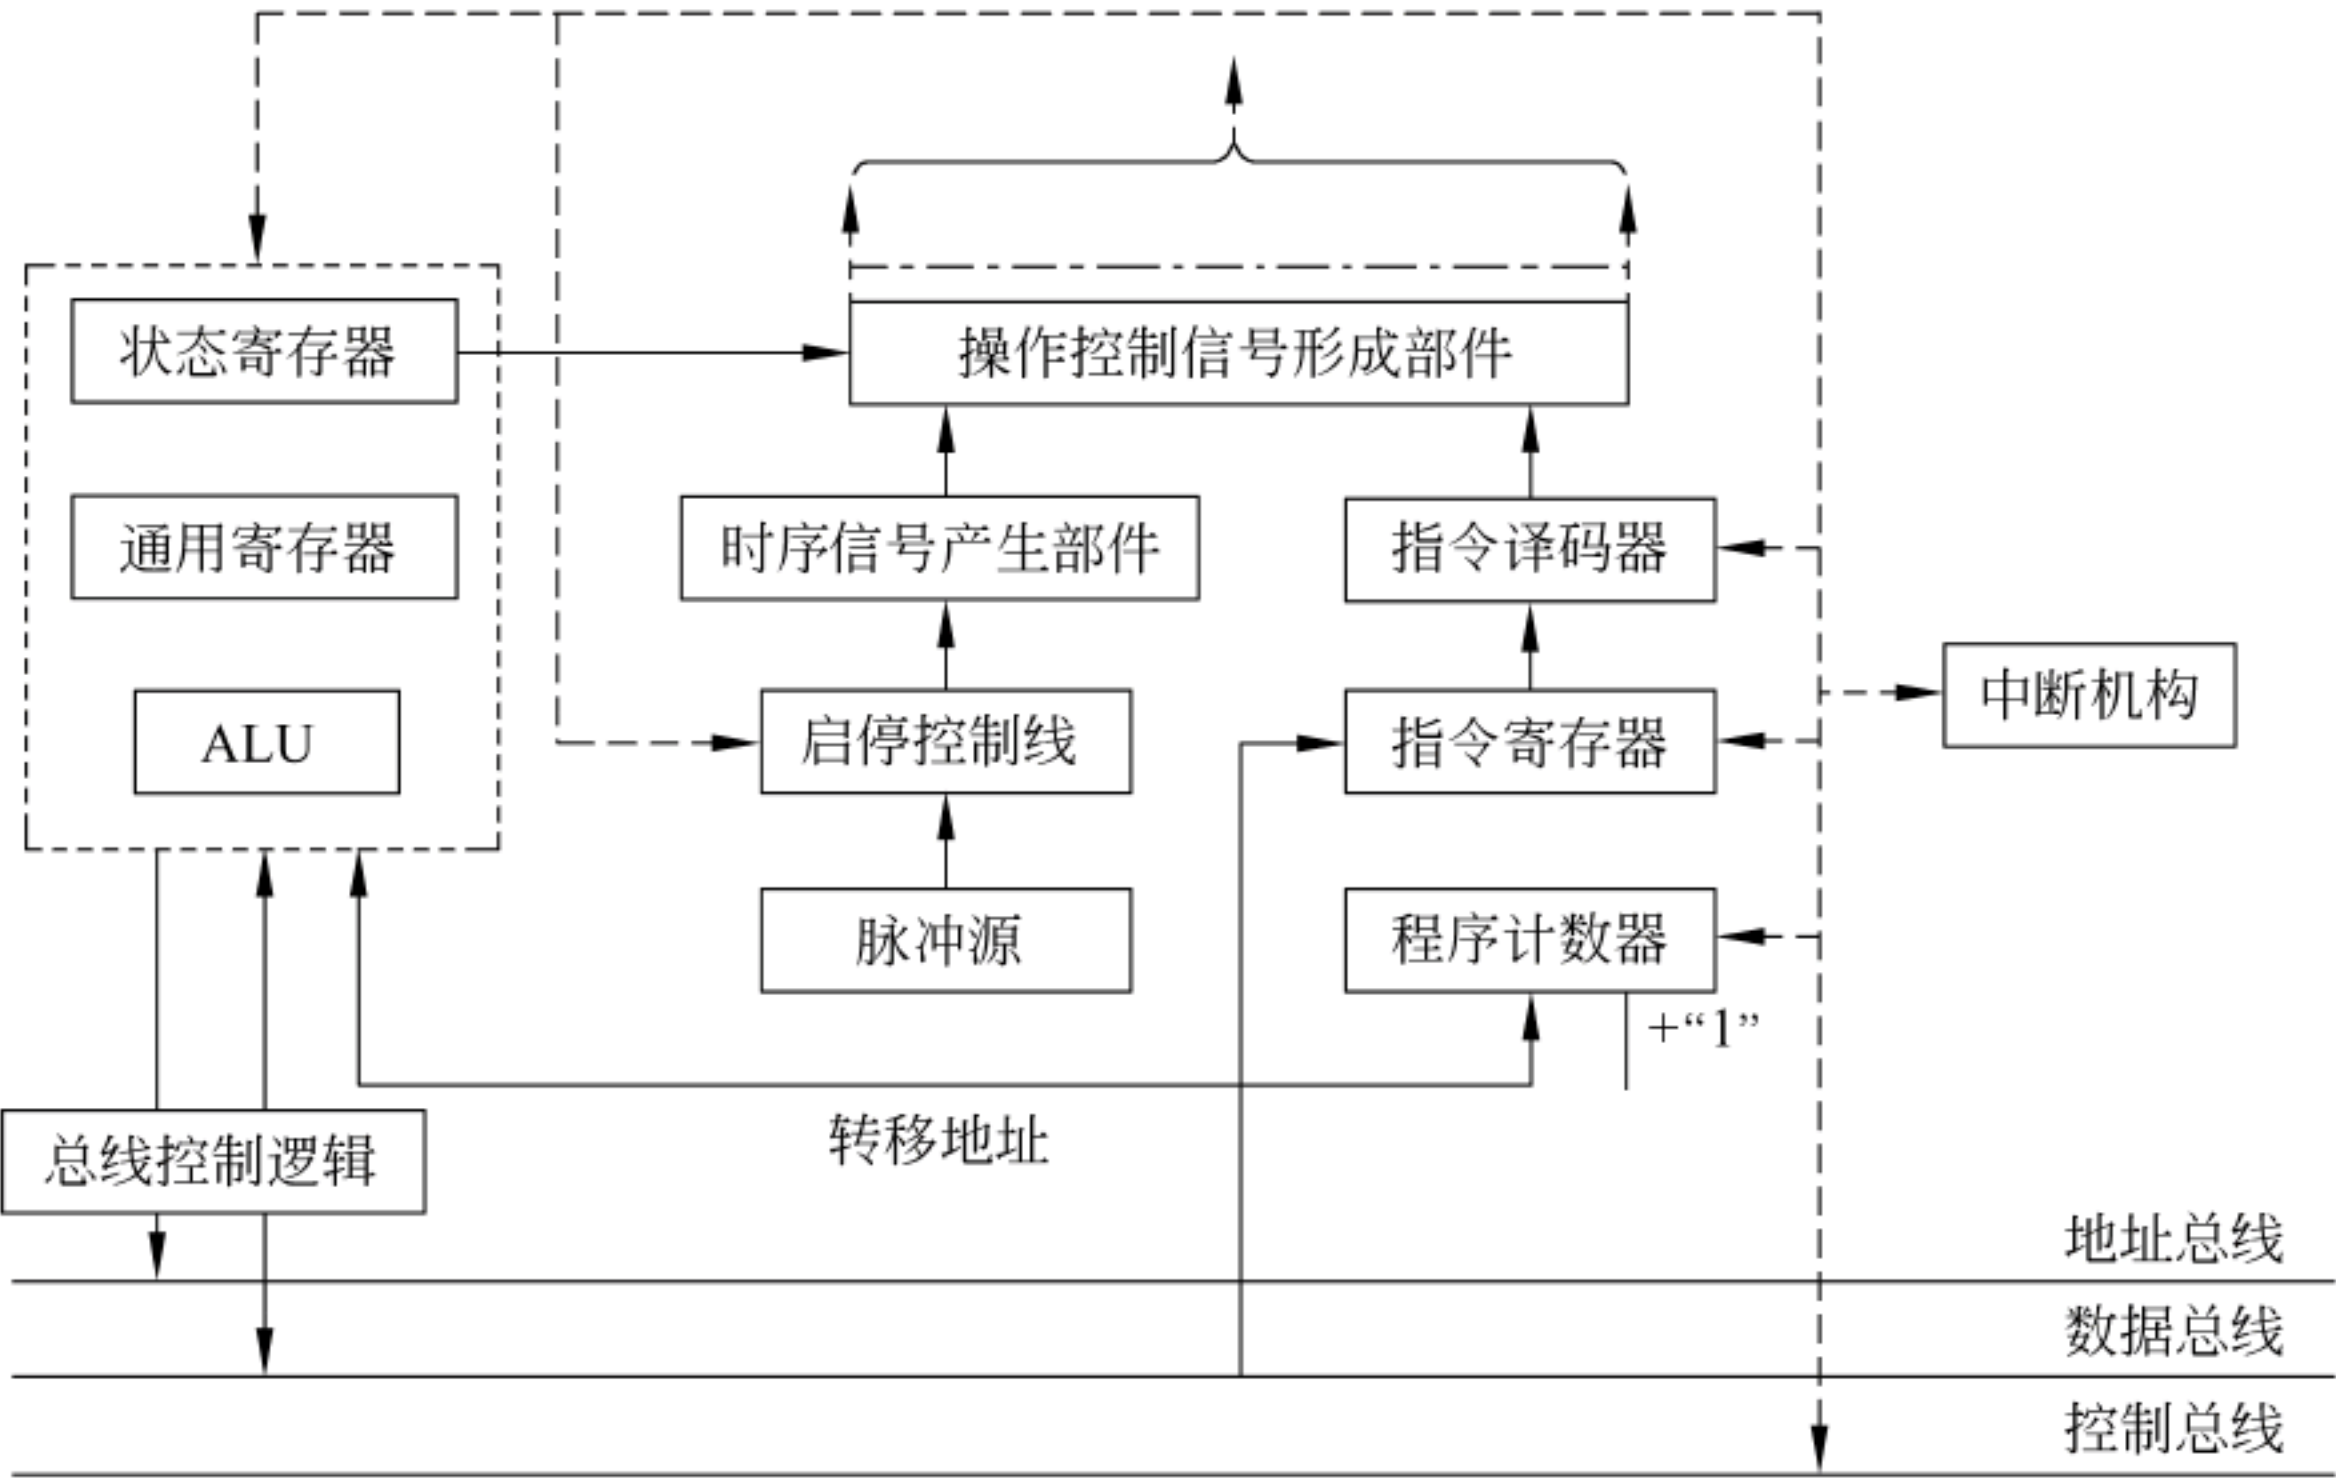 状态寄存器
操作控制信号形成部件
通用寄存器
时序信号产生部件
指令译码器
中断机构
ALU
启停控制线
指令寄存器
脉冲源
程序计数器
+“1”
转移地址
总线控制逻辑
地址总线
数据总线
控制总线